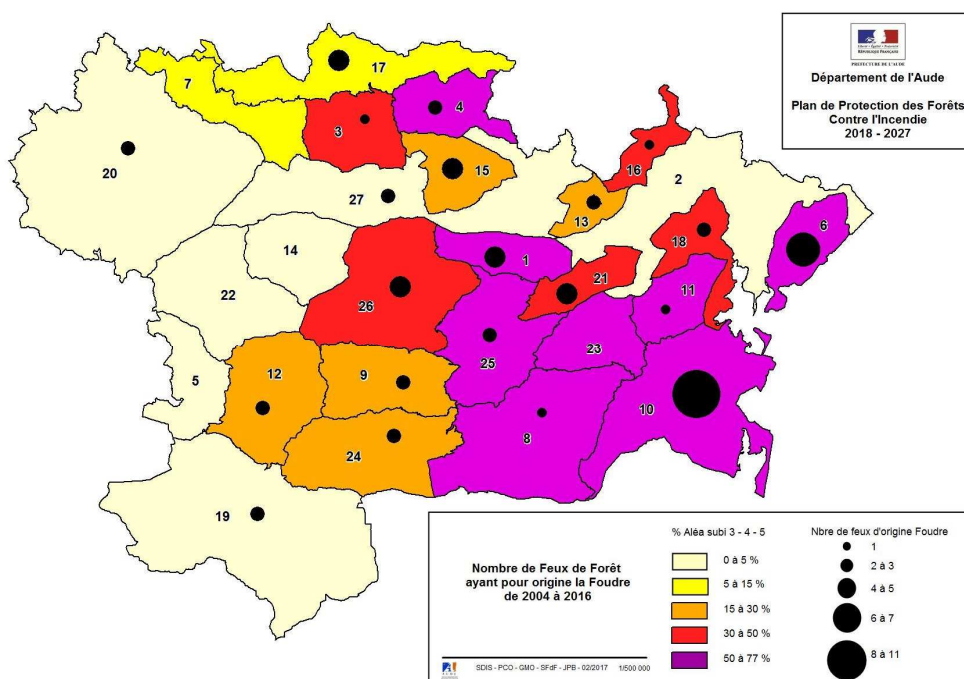 PREFECTURE DE L'AUDE
Département de l'Aude
Plan de Protection des Forêts
Contre l'Incendie
2018 - 2027
17
7
4
3
16
20
15
2
27
13
6
14
1
18
21
11
22
26
25
23
5
12
9
10
8
24
19
Nombre de Feux de Forêt
ayant pour origine la Foudre
de 2004 à 2016
SDIS - PCO - GMO - SFdF - JPB - 02/2017 1/500 000
% Aléa subi 3 - 4 - 5
0 à 5 %
5 à 15 %
15 à 30 %
30 à 50 %
50 à 77 %
Nbre de feux d'origine Foudre
1
2 à 3
4 à 5
6 à 7
8 à 11